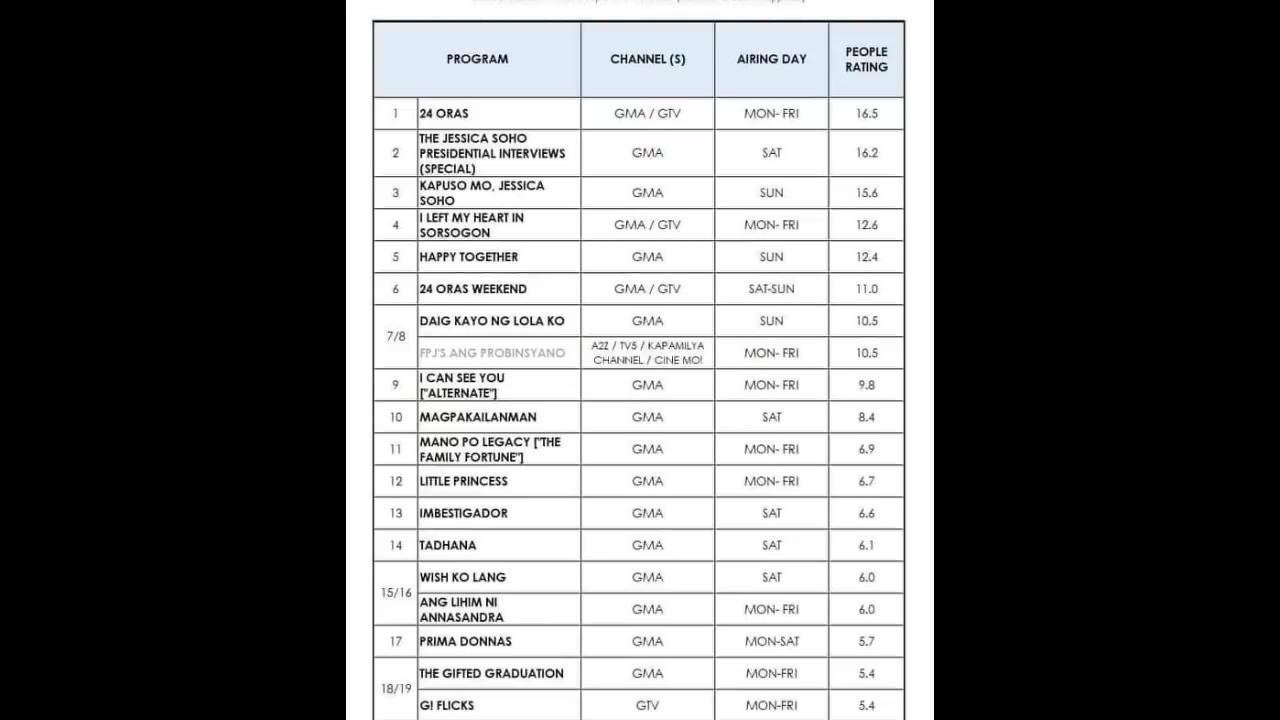 PROGRAM CHANNEL (S) AIRING DAY PEOPLE RATING
1 24 ORAS GMA / GTV MON- FRI 16.5
2 THE JESSICA SOHO PRESIDENTIAL INTERVIEWS (SPECIAL) GMA SAT 16.2
3 KAPUSO MO, JESSICA SOHO GMA SUN 15.6
4 I LEFT MY HEART IN SORSOGON GMA / GTV MON- FRI 12.6
5 HAPPY TOGETHER GMA SUN 12.4
6 24 ORAS WEEKEND GMA / GTV SAT-SUN 11.0
7/8 DAIG KAYO NG LOLA KO GMA SUN 10.5
FPJ'S ANG PROBINSYANO A2Z / TV5 / KAPAMILYA CHANNEL / CINE MO! MON- FRI 10.5
9 I CAN SEE YOU ["ALTERNATE"] GMA MON- FRI 9.8
10 MAGPAKAILANMAN GMA SAT 8.4
11 MANO PO LEGACY ["THE FAMILY FORTUNE"] GMA MON- FRI 6.9
12 LITTLE PRINCESS GMA MON- FRI 6.7
13 IMBESTIGADOR GMA SAT 6.6
14 TADHANA GMA SAT 6.1
15/16 WISH KO LANG GMA SAT 6.0
ANG LIHIM NI ANNASANDRA GMA MON- FRI 6.0
17 PRIMA DONNAS GMA MON-SAT 5.7
18/19 THE GIFTED GRADUATION GMA MON-FRI 5.4
G! FLICKS GTV MON-FRI 5.4